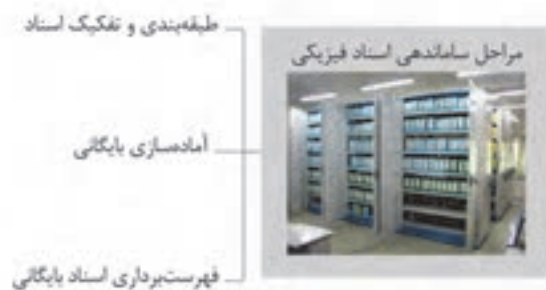 مراحل ساماندهی اسناد فیزیکی
طبقه‌بندی و تفکیک اسناد
آماده‌سازی بایگانی
فهرست‌برداری اسناد بایگانی